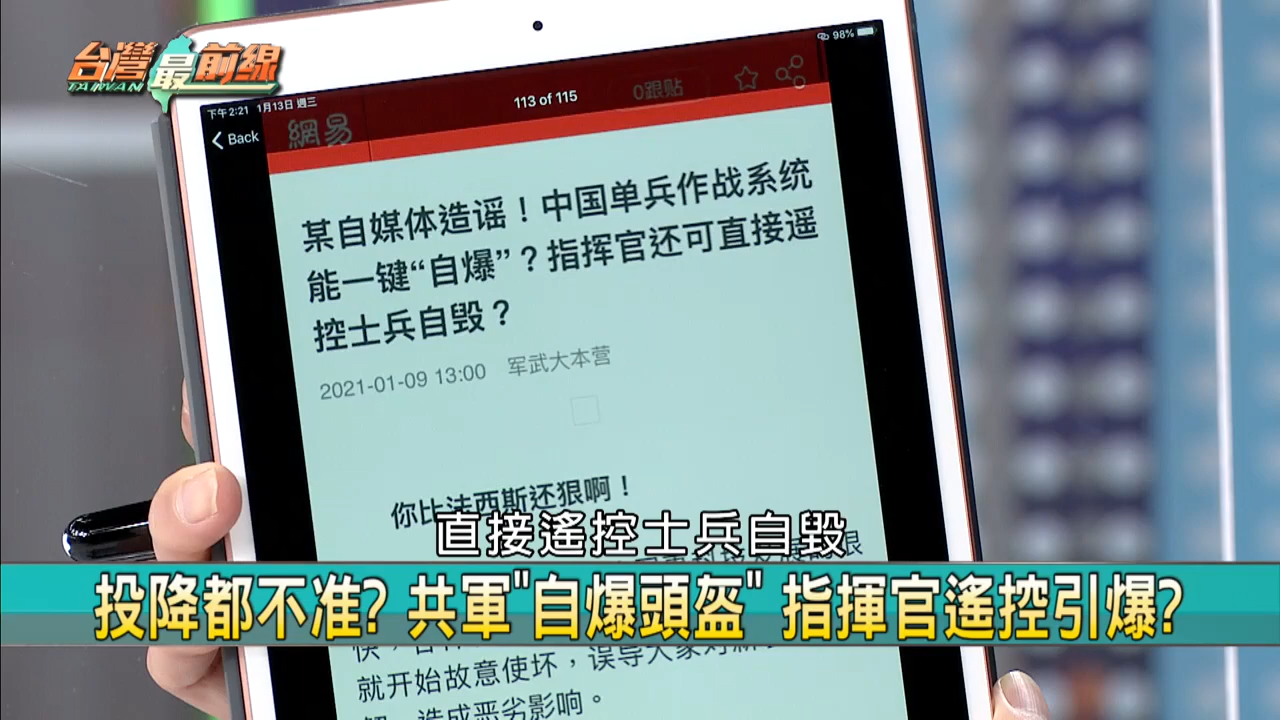 台灣最前線
TAIWAN
下午2:21 1月13日 週三
98%
Back
113 of 115
網易
0跟貼
某自媒体造谣！中国单兵作战系统
能一键“自爆”？指挥官还可直接遥
控士兵自毁？
2021-01-09 13:00 军武大本营
你比法西斯还狠啊！
直接遙控士兵自毀
投降都不准? 共軍"自爆頭盔" 指揮官遙控引爆?
就开始故意使坏，误导大家对
造成恶劣影响。